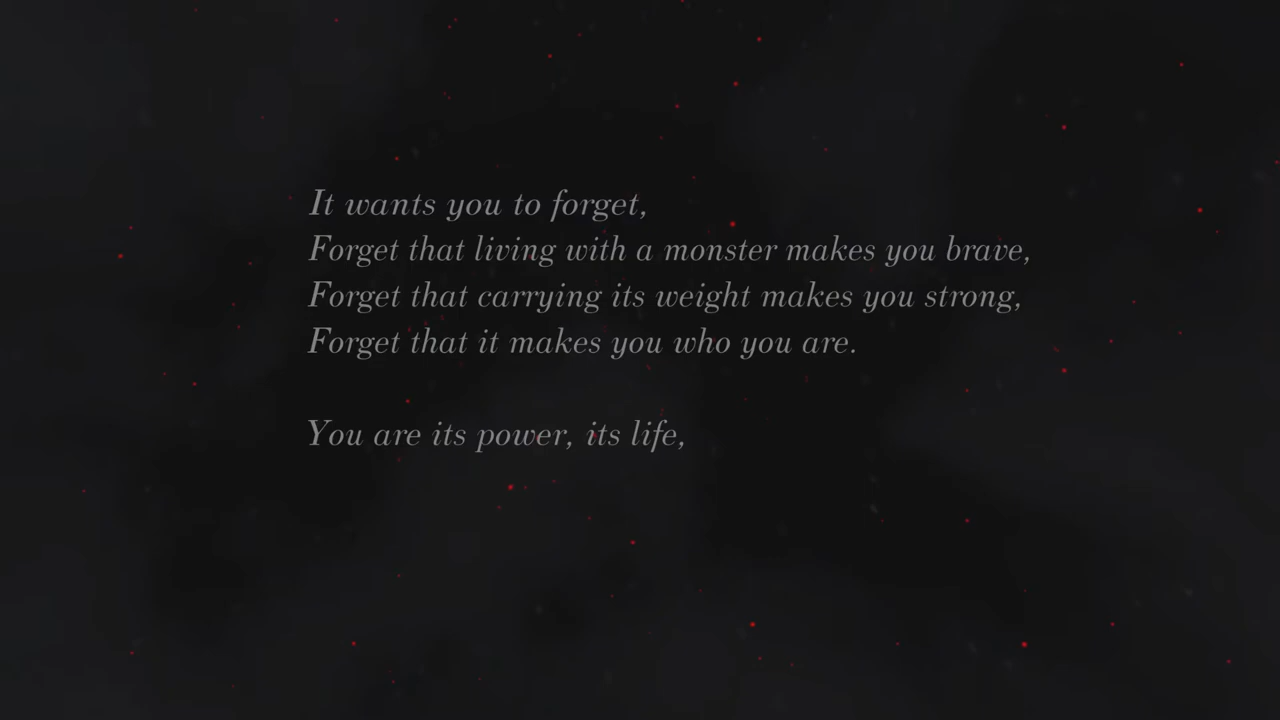 It wants you to forget,
Forget that living with a monster makes you brave,
Forget that carrying its weight makes you strong,
Forget that it makes you who you are.
You are its power, its life,